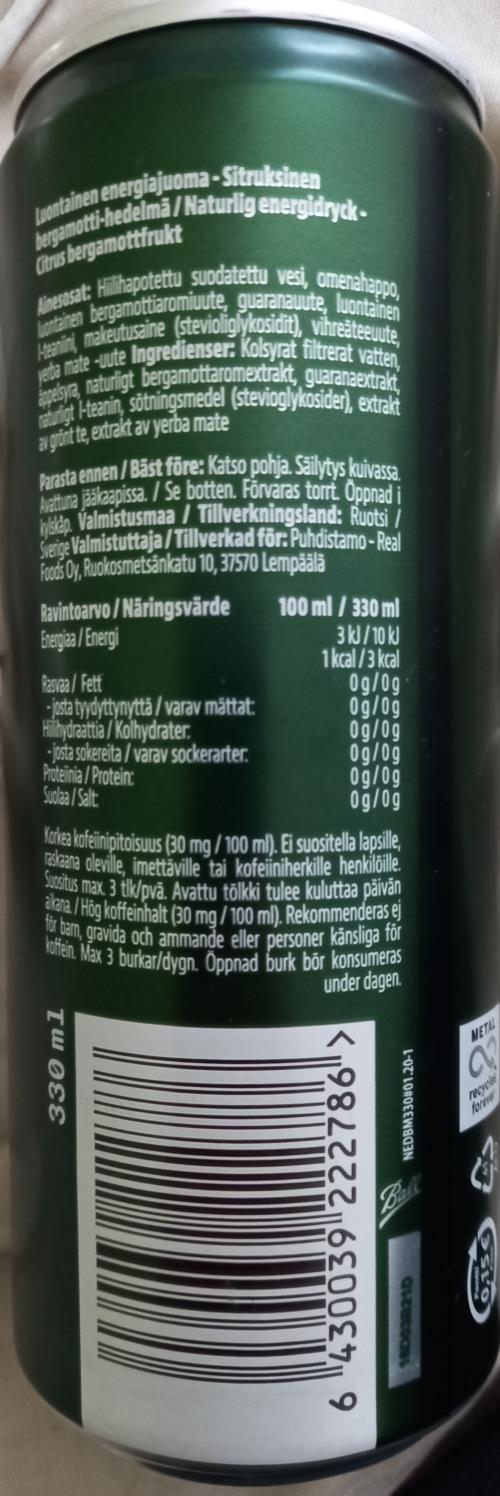 Luontainen energiajuoma - Sitruksinen
bergamotti-hedelmä / Naturlig energidryck -
Citrus bergamottfrukt
Ainesosat: Hiilihapotettu suodatettu vesi, omenahappo,
luontainen bergamottiaromiuute, guaranauute, luontainen
l-teaniini, makeutusaine (stevioliglykosidit), vihreäteeuute,
yerba mate -uute Ingredienser: Kolsyrat filtrerat vatten,
äppelsyra, naturligt bergamottaromextrakt, guaranaextrakt,
naturligt l-teanin, sötningsmedel (stevioglykosider), extrakt
av grönt te, extrakt av yerba mate
Parasta ennen / Bäst före: Katso pohja. Säilytys kuivassa.
Avattuna jääkaapissa. / Se botten. Förvaras torrt. Öppnad i
kylskåp. Valmistusmaa / Tillverkningsland: Ruotsi /
Sverige Valmistuttaja / Tillverkad för: Puhdistamo - Real
Foods Oy, Ruokosmetsänkatu 10, 37570 Lempäälä
Ravintoarvo / Näringsvärde 100 ml / 330 ml
Energiaa / Energi 3 kJ / 10 kJ
1 kcal / 3 kcal
Rasvaa / Fett 0 g / 0 g
- josta tyydyttynyttä / varav mättat: 0 g / 0 g
Hiilihydraattia / Kolhydrater: 0 g / 0 g
- josta sokereita / varav sockerarter: 0 g / 0 g
Proteiinia / Protein: 0 g / 0 g
Suolaa / Salt: 0 g / 0 g
Korkea kofeiinipitoisuus (30 mg / 100 ml). Ei suositella lapsille,
raskaana oleville, imettäville tai kofeiiniherkille henkilöille.
Suositus max. 3 tlk/pvä. Avattu tölkki tulee kuluttaa päivän
aikana. / Hög koffeinhalt (30 mg / 100 ml). Rekommenderas ej
för barn, gravida och ammande eller personer känsliga för
koffein. Max 3 burkar/dygn. Öppnad burk bör konsumeras
under dagen.
330 ml
6 430039 222786 >
NEDBM330#01.20-1
Ball
METAL
recycles
forever
0,15 €